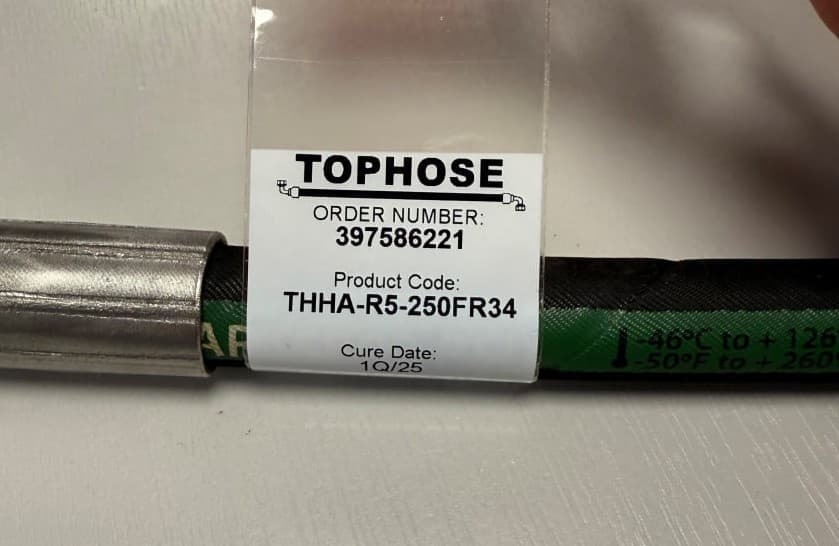 TOPHOSE
ORDER NUMBER:
397586221
Product Code:
THHA-R5-250FR34
Cure Date:
1Q/25
-46°C to + 126
-50°F to + 260